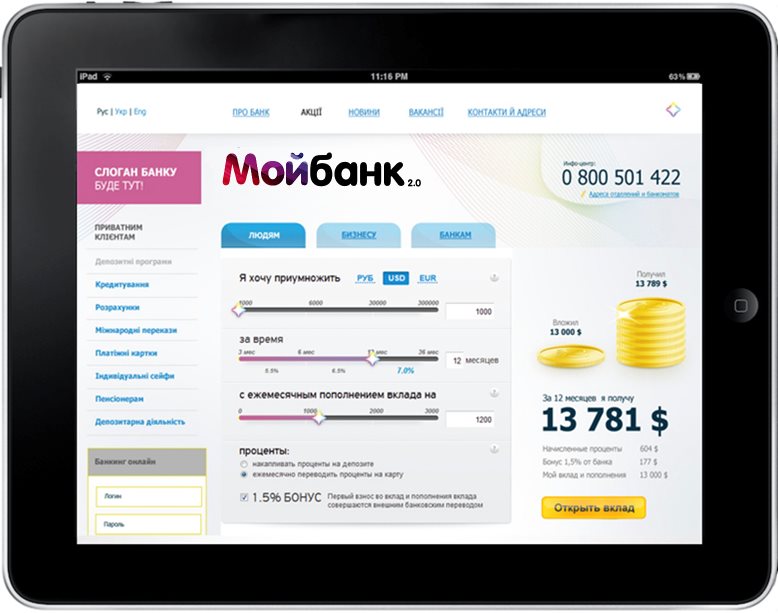 iPad 11:16 PM 63%
Рус | Укр | Eng ПРО БАНК АКЦІЇ НОВИНИ ВАКАНСІЇ КОНТАКТИ Й АДРЕСИ
СЛОГАН БАНКУ
БУДЕ ТУТ!
Мойбанк 2.0
Инфо-центр:
0 800 501 422
Адреса отделений и банкоматов
ПРИВАТНИМ
КЛІЄНТАМ
Депозитні програми
Кредитування
Розрахунки
Міжнародні перекази
Платіжні картки
Індивідуальні сейфи
Пенсіонерам
Депозитарна діяльність
Банкинг онлайн
Логин
Пароль
ЛЮДЯМ БИЗНЕСУ БАНКАМ
Я хочу приумножить РУБ USD EUR
1000 6000 30000 300000
1000
за время
3 мес 6 мес 12 мес 36 мес
12 месяцев
5.5% 6.5% 7.0%
с ежемесячным пополнением вклада на
0 1000 2000 3000
1200
проценты:
накапливать проценты на депозите
ежемесячно переводить проценты на карту
1.5% БОНУС Первый взнос во вклад и пополнения вклада
совершаются внешним банковским переводом
Получил
13 789 $
Вложил
13 000 $
За 12 месяцев я получу
13 781 $
Начисленные проценты 604 $
Бонус 1,5% от банка 177 $
Мой вклад и пополнения 13 000 $
Открыть вклад